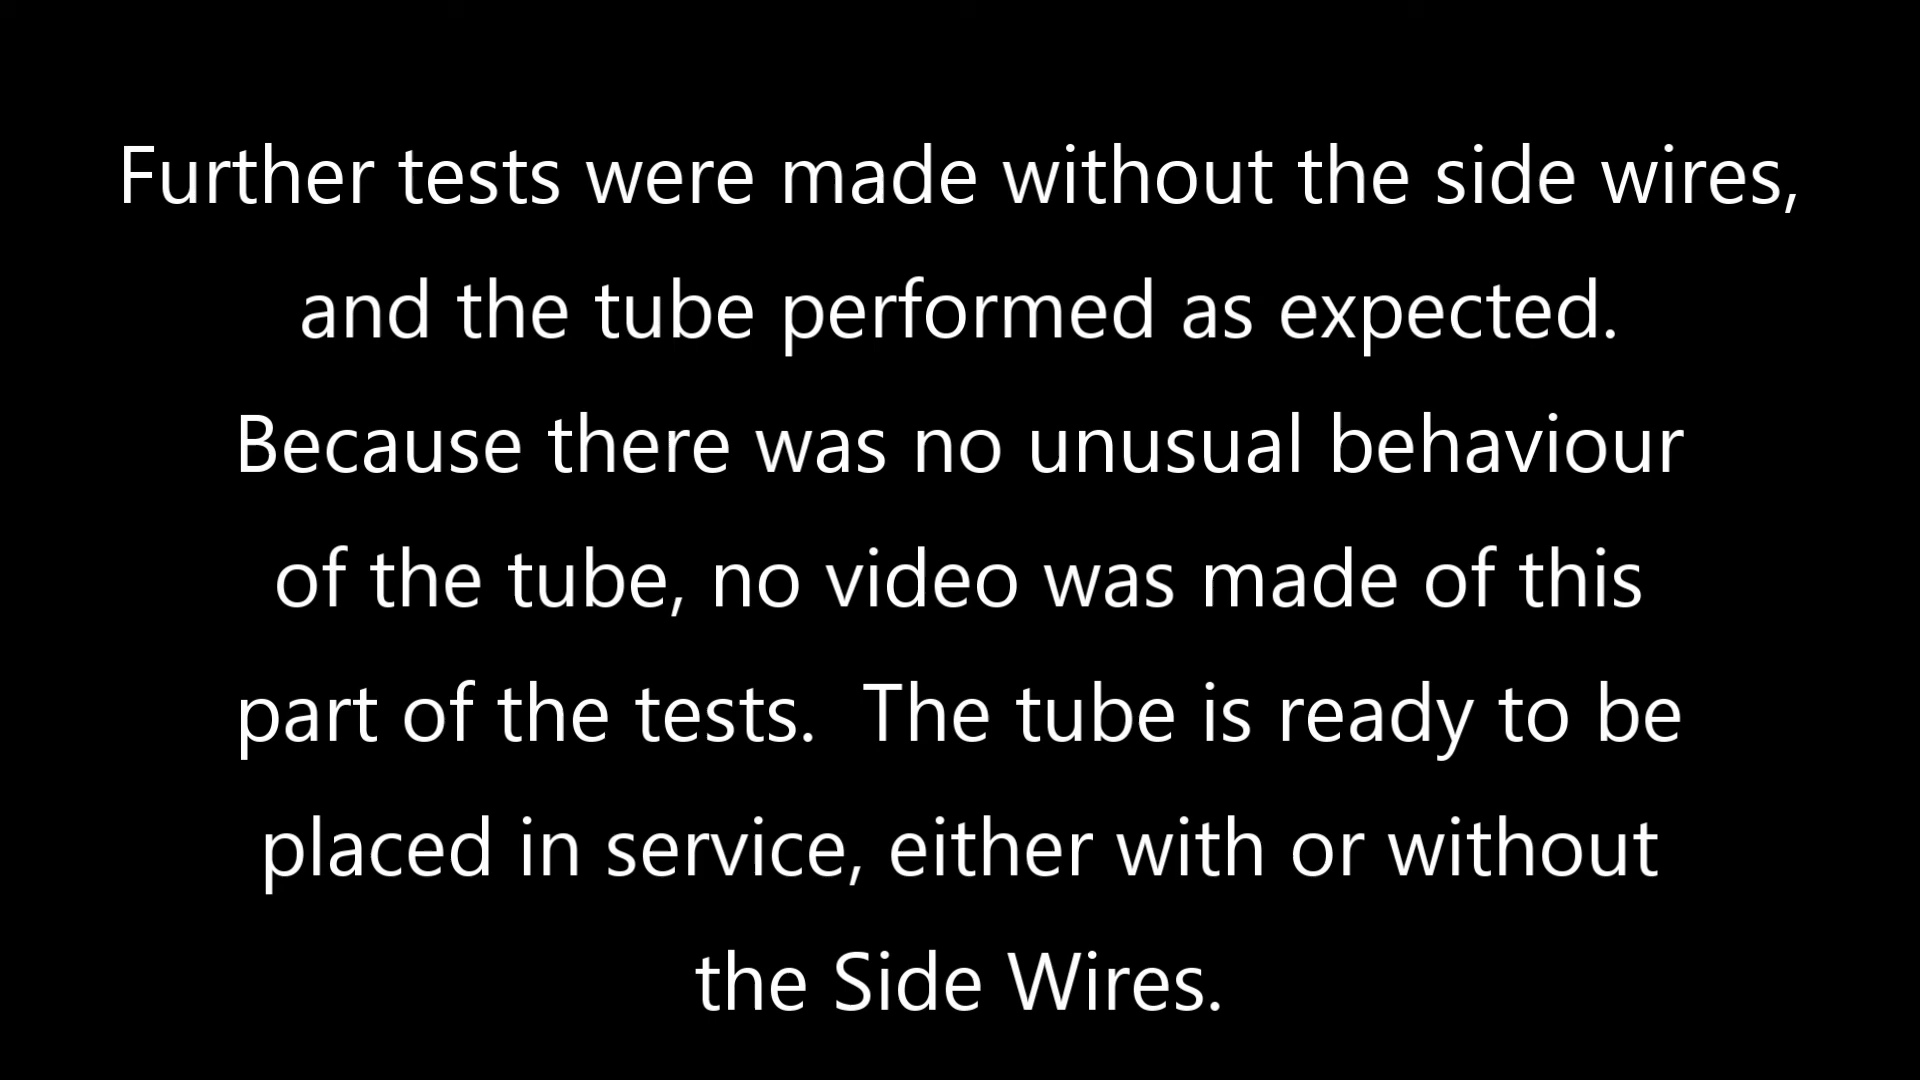 Further tests were made without the side wires,
and the tube performed as expected.
Because there was no unusual behaviour
of the tube, no video was made of this
part of the tests.  The tube is ready to be
placed in service, either with or without
the Side Wires.